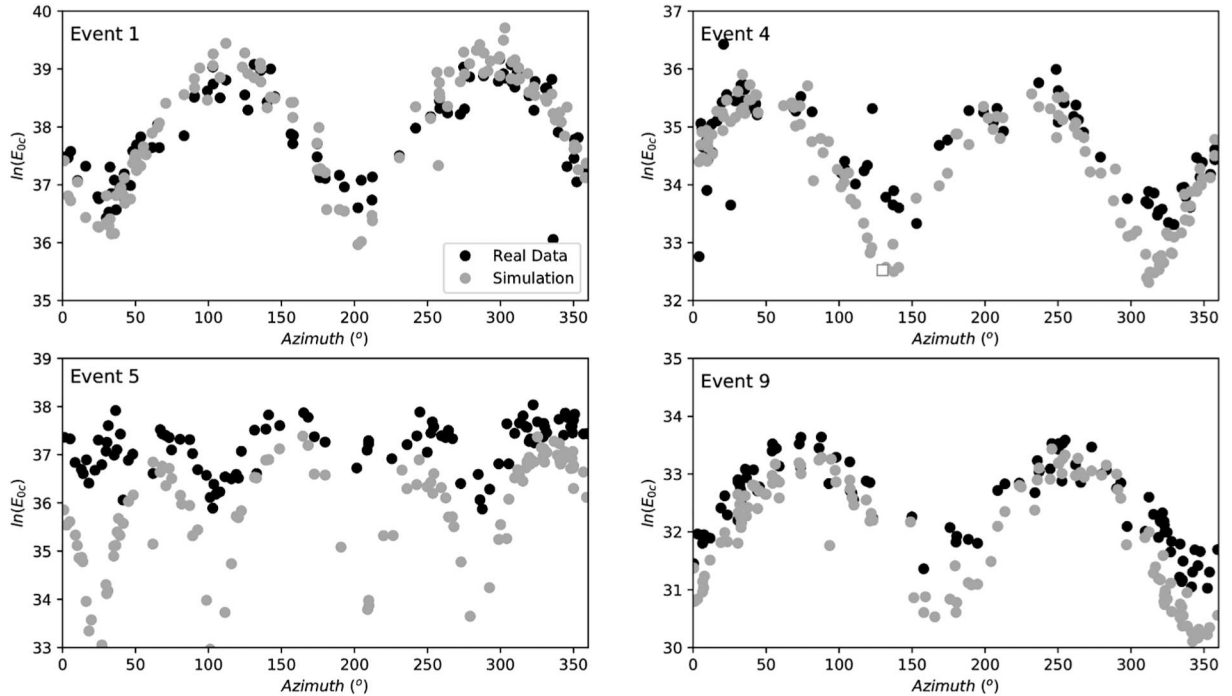 Event 1
40
39
38
37
36
35
ln(E0c)
0 50 100 150 200 250 300 350
Azimuth (°)
Real Data
Simulation
Event 4
37
36
35
34
33
32
ln(E0c)
0 50 100 150 200 250 300 350
Azimuth (°)
Event 5
39
38
37
36
35
34
33
ln(E0c)
0 50 100 150 200 250 300 350
Azimuth (°)
Event 9
35
34
33
32
31
30
ln(E0c)
0 50 100 150 200 250 300 350
Azimuth (°)